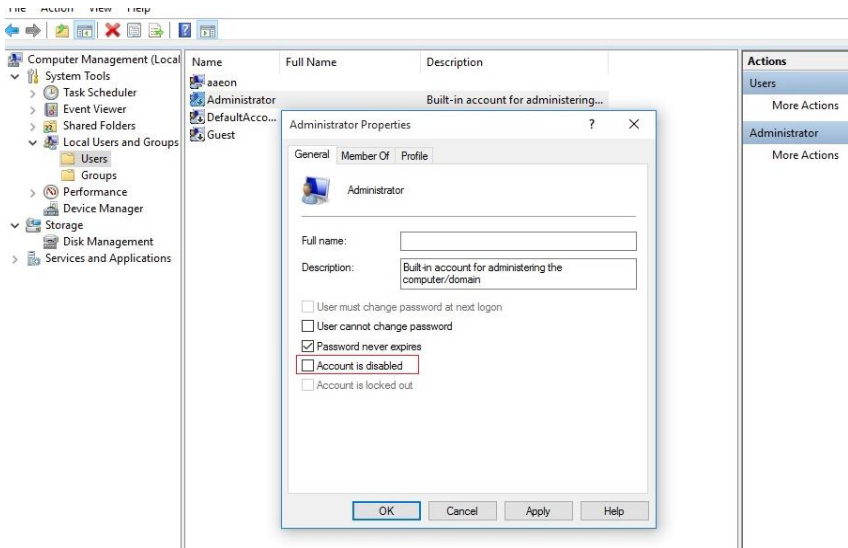 File Action View Help
Computer Management (Local
System Tools
Task Scheduler
Event Viewer
Shared Folders
Local Users and Groups
Users
Groups
Performance
Device Manager
Storage
Disk Management
Services and Applications
Name Full Name Description
aaeon
Administrator Built-in account for administering...
DefaultAcco...
Guest
Administrator Properties ?
General Member Of Profile
Administrator
Full name:
Description: Built-in account for administering the
computer/domain
User must change password at next logon
User cannot change password
Password never expires
Account is disabled
Account is locked out
OK Cancel Apply Help
Actions
Users
More Actions
Administrator
More Actions